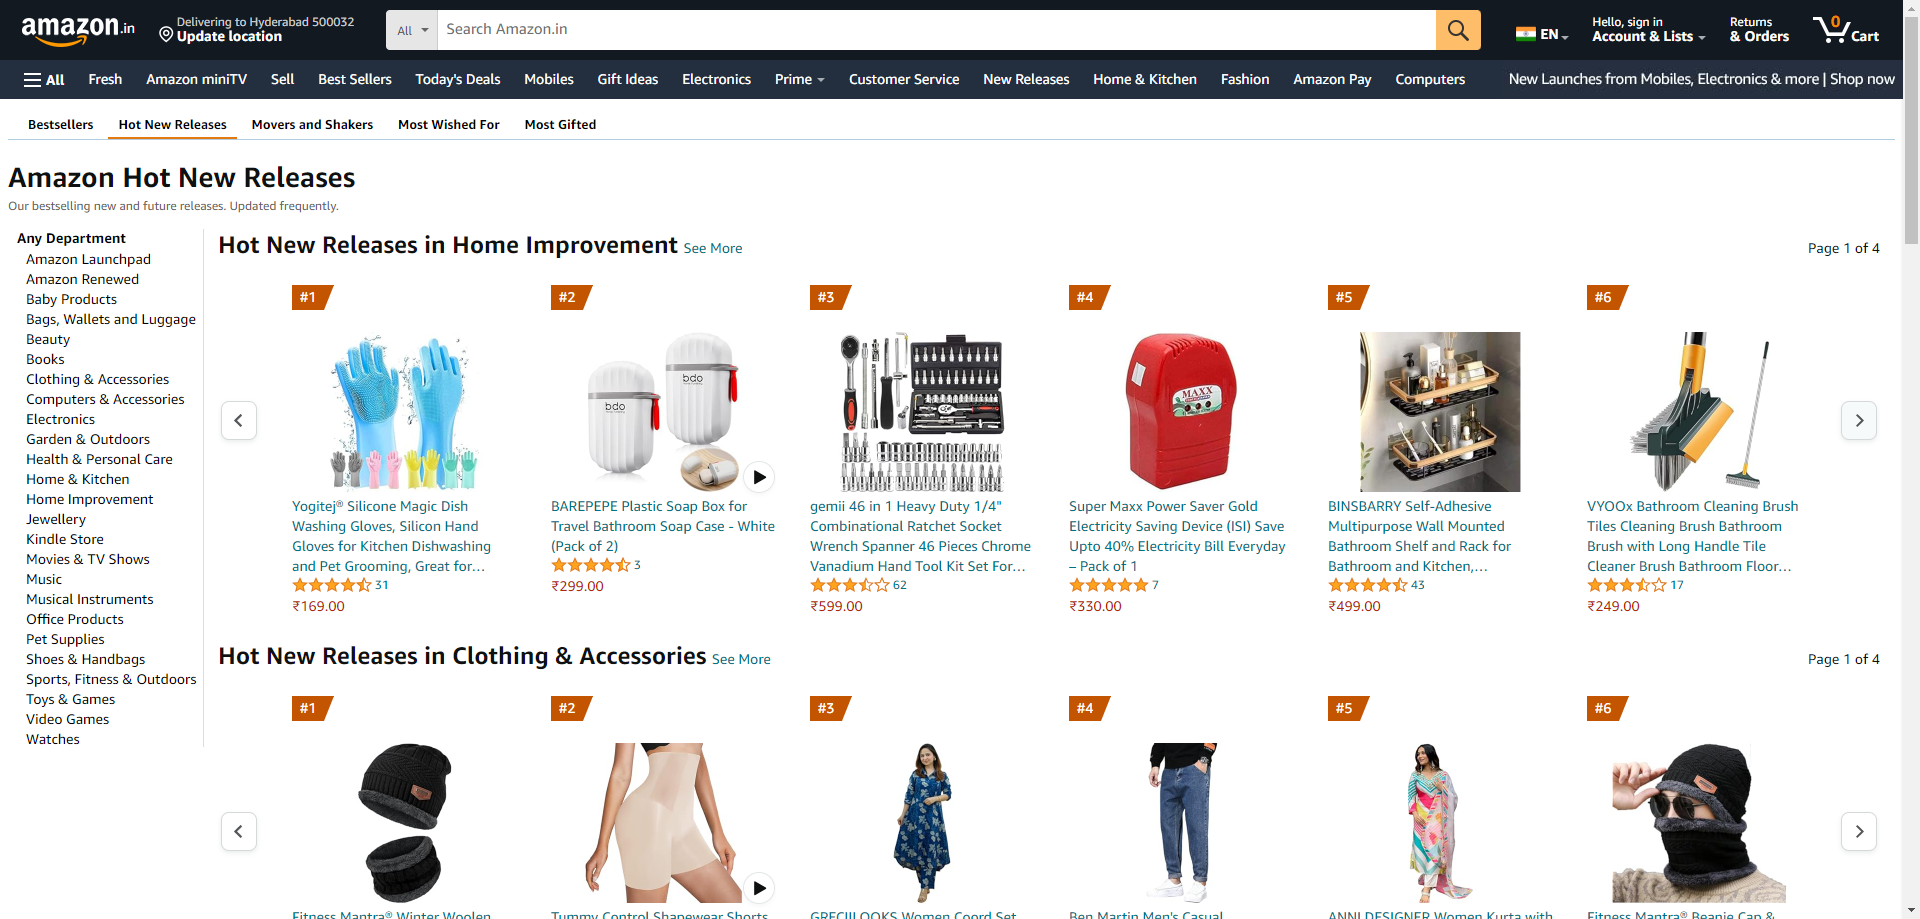 amazon.in
Delivering to Hyderabad 500032
Update location
All
Search Amazon.in
EN
Hello, sign in
Account & Lists
Returns
& Orders
0
Cart
All
Fresh
Amazon miniTV
Sell
Best Sellers
Today's Deals
Mobiles
Gift Ideas
Electronics
Prime
Customer Service
New Releases
Home & Kitchen
Fashion
Amazon Pay
Computers
New Launches from Mobiles, Electronics & more | Shop now
Bestsellers
Hot New Releases
Movers and Shakers
Most Wished For
Most Gifted
Amazon Hot New Releases
Our bestselling new and future releases. Updated frequently.
Any Department
Amazon Launchpad
Amazon Renewed
Baby Products
Bags, Wallets and Luggage
Beauty
Books
Clothing & Accessories
Computers & Accessories
Electronics
Garden & Outdoors
Health & Personal Care
Home & Kitchen
Home Improvement
Jewellery
Kindle Store
Movies & TV Shows
Music
Musical Instruments
Office Products
Pet Supplies
Shoes & Handbags
Sports, Fitness & Outdoors
Toys & Games
Video Games
Watches
Hot New Releases in Home Improvement See More
Page 1 of 4
#1
Yogitej® Silicone Magic Dish
Washing Gloves, Silicon Hand
Gloves for Kitchen Dishwashing
and Pet Grooming, Great for…
31
₹169.00
#2
bdo
bdo
BAREPEPE Plastic Soap Box for
Travel Bathroom Soap Case - White
(Pack of 2)
3
₹299.00
#3
gemii 46 in 1 Heavy Duty 1/4"
Combinational Ratchet Socket
Wrench Spanner 46 Pieces Chrome
Vanadium Hand Tool Kit Set For…
62
₹599.00
#4
MAXX
Super Maxx Power Saver Gold
Electricity Saving Device (ISI) Save
Upto 40% Electricity Bill Everyday
– Pack of 1
7
₹330.00
#5
BINSBARRY Self-Adhesive
Multipurpose Wall Mounted
Bathroom Shelf and Rack for
Bathroom and Kitchen,…
43
₹499.00
#6
VYOOx Bathroom Cleaning Brush
Tiles Cleaning Brush Bathroom
Brush with Long Handle Tile
Cleaner Brush Bathroom Floor…
17
₹249.00
Hot New Releases in Clothing & Accessories See More
Page 1 of 4
#1
Fitness Mantra® Winter Woolen
#2
Tummy Control Shapewear Shorts
#3
GRECIILOOKS Women Coord Set
#4
Ben Martin Men's Casual
#5
ANNI DESIGNER Women Kurta with
#6
Fitness Mantra® Beanie Cap &